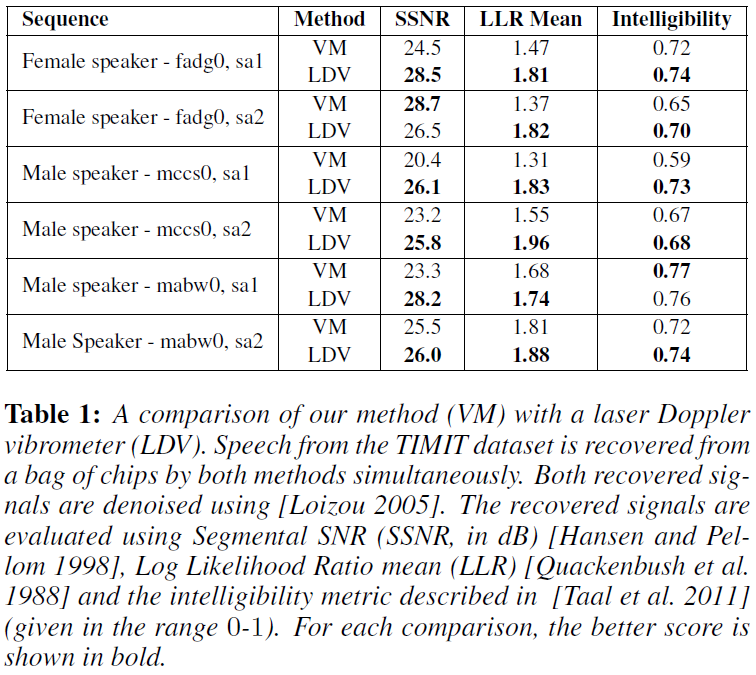 Sequence Method SSNR LLR Mean Intelligibility
Female speaker - fadg0, sa1 VM 24.5 1.47 0.72
LDV 28.5 1.81 0.74
Female speaker - fadg0, sa2 VM 28.7 1.37 0.65
LDV 26.5 1.82 0.70
Male speaker - mccs0, sa1 VM 20.4 1.31 0.59
LDV 26.1 1.83 0.73
Male speaker - mccs0, sa2 VM 23.2 1.55 0.67
LDV 25.8 1.96 0.68
Male speaker - mabw0, sa1 VM 23.3 1.68 0.77
LDV 28.2 1.74 0.76
Male Speaker - mabw0, sa2 VM 25.5 1.81 0.72
LDV 26.0 1.88 0.74
Table 1: A comparison of our method (VM) with a laser Doppler
vibrometer (LDV). Speech from the TIMIT dataset is recovered from
a bag of chips by both methods simultaneously. Both recovered sig-
nals are denoised using [Loizou 2005]. The recovered signals are
evaluated using Segmental SNR (SSNR, in dB) [Hansen and Pel-
lom 1998], Log Likelihood Ratio mean (LLR) [Quackenbush et al.
1988] and the intelligibility metric described in [Taal et al. 2011]
(given in the range 0-1). For each comparison, the better score is
shown in bold.